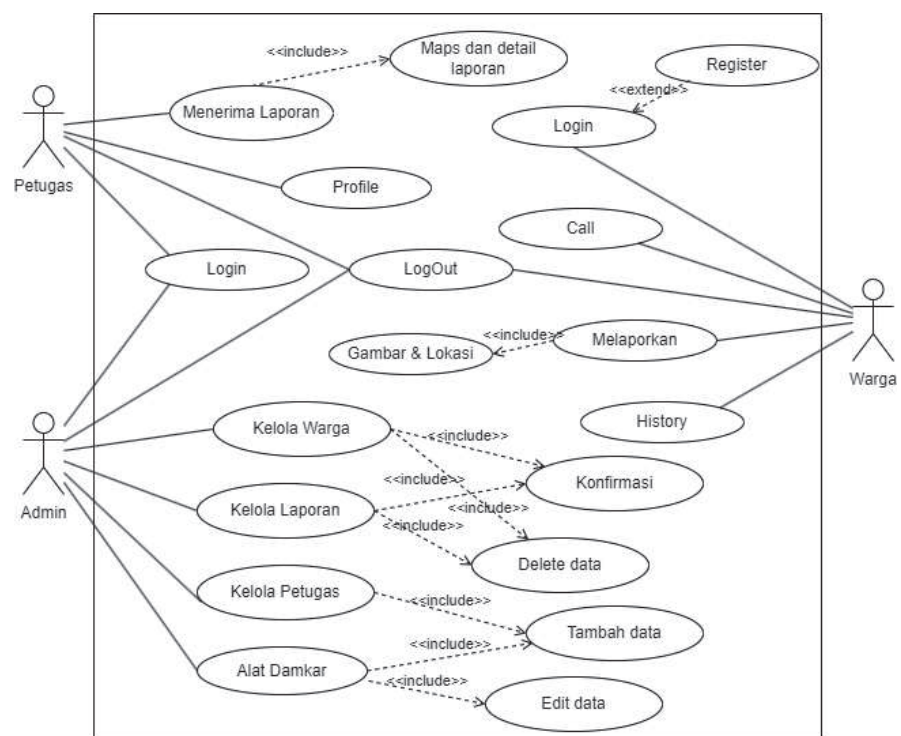 <<include>>
Maps dan detail
laporan
Register
<<extend>>
Menerima Laporan
Login
Petugas
Profile
Call
Login
LogOut
<<include>>
Melaporkan
Gambar & Lokasi
Warga
History
Kelola Warga
<<include>>
Konfirmasi
<<include>>
Admin
Kelola Laporan
<<include>>
<<include>>
Delete data
Kelola Petugas
<<include>>
Tambah data
<<include>>
Alat Damkar
<<include>>
Edit data